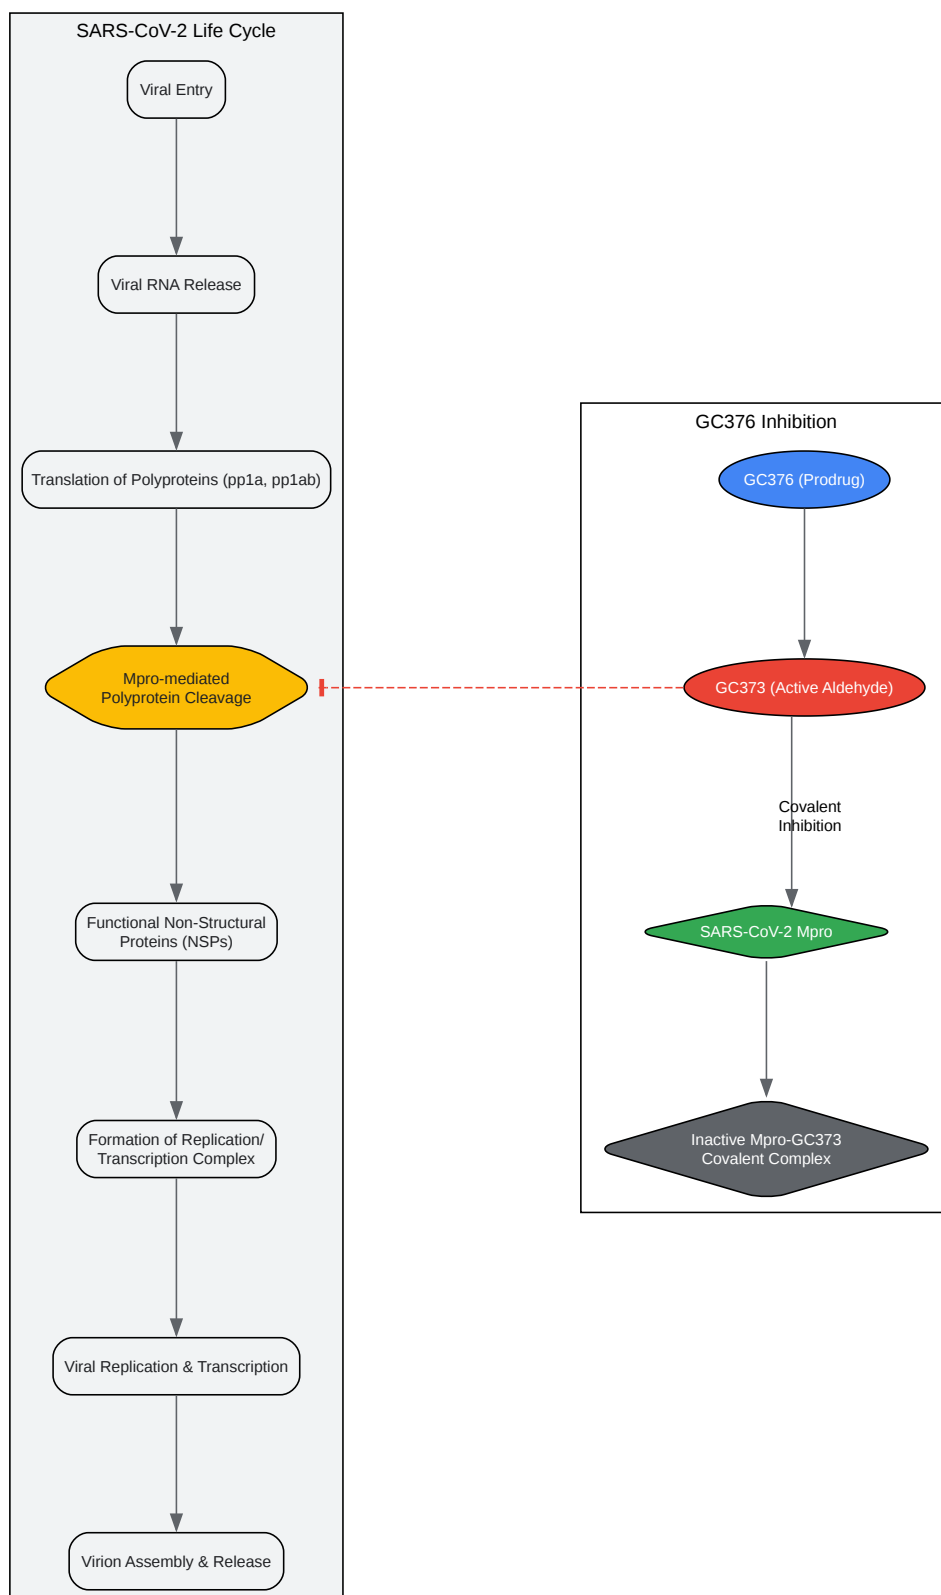 SARS-CoV-2 Life Cycle
Viral Entry
Viral RNA Release
Translation of Polyproteins (pp1a, pp1ab)
Mpro-mediated
Polyprotein Cleavage
Functional Non-Structural
Proteins (NSPs)
Formation of Replication/
Transcription Complex
Viral Replication & Transcription
Virion Assembly & Release
GC376 Inhibition
GC376 (Prodrug)
GC373 (Active Aldehyde)
Covalent
Inhibition
SARS-CoV-2 Mpro
Inactive Mpro-GC373
Covalent Complex